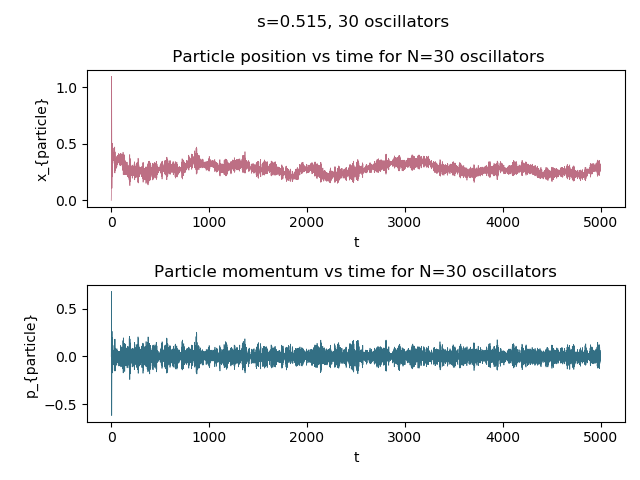 s=0.515, 30 oscillators
Particle position vs time for N=30 oscillators
1.0
0.5
0.0
x_{particle}
0 1000 2000 3000 4000 5000
t
Particle momentum vs time for N=30 oscillators
0.5
0.0
−0.5
p_{particle}
0 1000 2000 3000 4000 5000
t